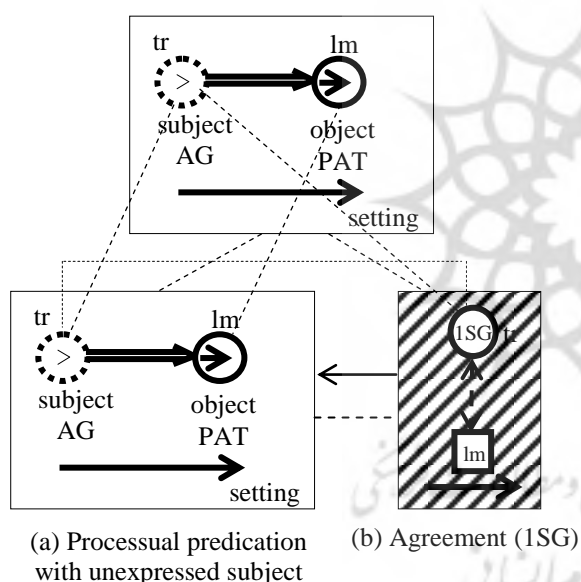 tr
lm
>
subject
AG
object
PAT
setting
tr
lm
>
subject
AG
object
PAT
setting
1SG
tr
lm
(a) Processual predication
with unexpressed subject
(b) Agreement (1SG)